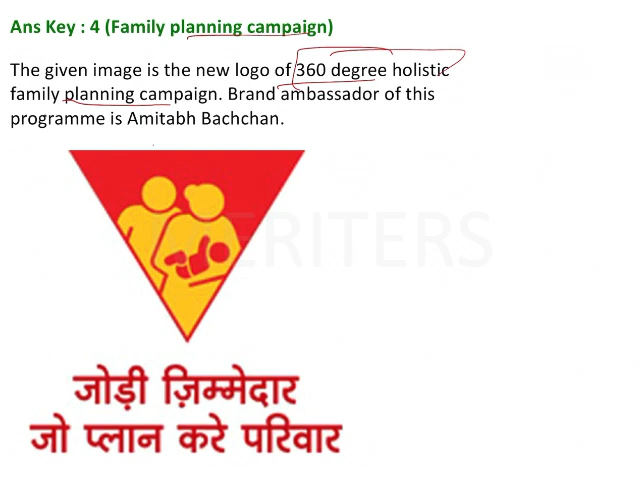 Ans Key : 4 (Family planning campaign)
The given image is the new logo of 360 degree holistic
family planning campaign. Brand ambassador of this
programme is Amitabh Bachchan.
जोड़ी ज़िम्मेदार
जो प्लान करे परिवार